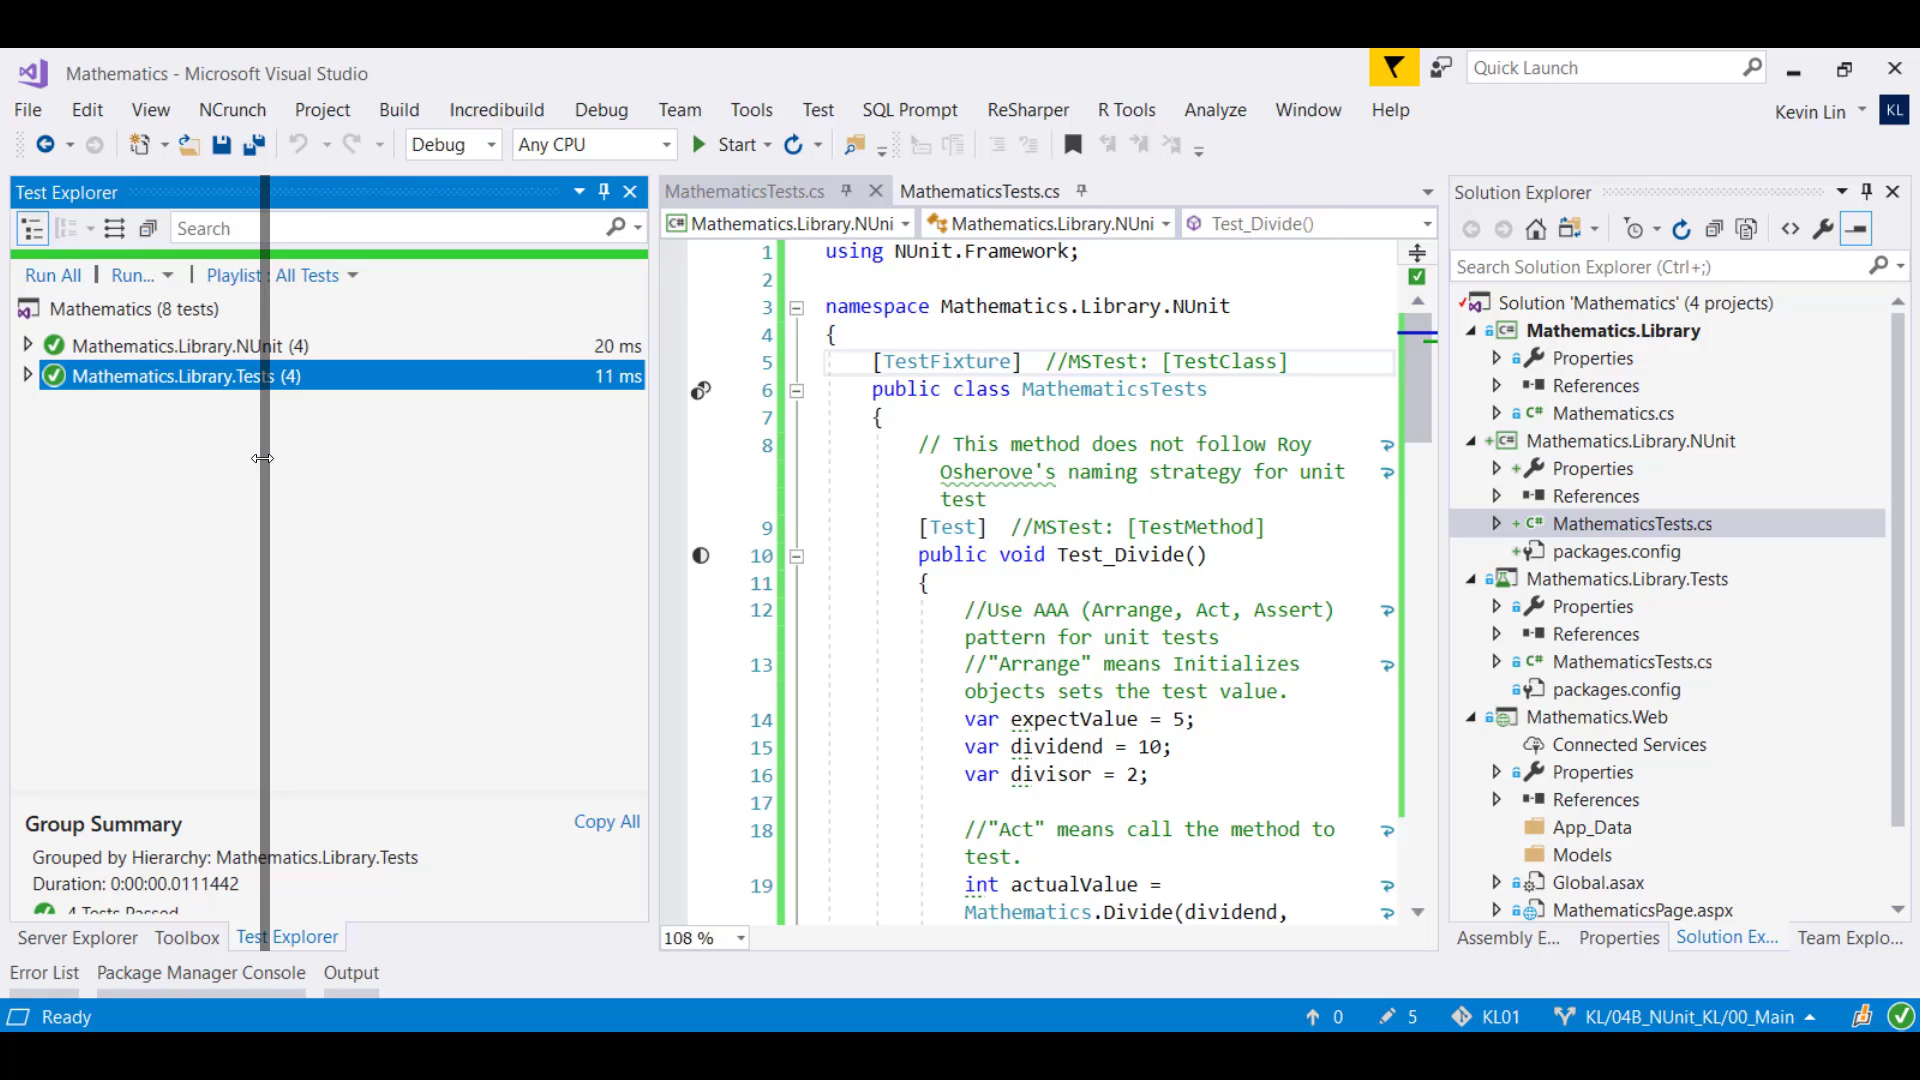 Mathematics - Microsoft Visual Studio
Quick Launch
File Edit View NCrunch Project Build Incredibuild Debug Team Tools Test SQL Prompt ReSharper R Tools Analyze Window Help
Kevin Lin KL
Debug Any CPU Start
Test Explorer
Search
Run All | Run... | Playlist : All Tests
Mathematics (8 tests)
Mathematics.Library.NUnit (4) 20 ms
Mathematics.Library.Tests (4) 11 ms
Group Summary
Copy All
Grouped by Hierarchy: Mathematics.Library.Tests
Duration: 0:00:00.0111442
4 Tests Passed
Server Explorer Toolbox Test Explorer
MathematicsTests.cs MathematicsTests.cs
Mathematics.Library.NUni Mathematics.Library.NUni Test_Divide()
1 using NUnit.Framework;
2
3 namespace Mathematics.Library.NUnit
4 {
5 [TestFixture] //MSTest: [TestClass]
6 public class MathematicsTests
7 {
8 // This method does not follow Roy
Osherove's naming strategy for unit
test
9 [Test] //MSTest: [TestMethod]
10 public void Test_Divide()
11 {
12 //Use AAA (Arrange, Act, Assert)
pattern for unit tests
13 //"Arrange" means Initializes
objects sets the test value.
14 var expectValue = 5;
15 var dividend = 10;
16 var divisor = 2;
17
18 //"Act" means call the method to
test.
19 int actualValue =
Mathematics.Divide(dividend,
108 %
Solution Explorer
Search Solution Explorer (Ctrl+;)
Solution 'Mathematics' (4 projects)
Mathematics.Library
Properties
References
C# Mathematics.cs
Mathematics.Library.NUnit
Properties
References
C# MathematicsTests.cs
packages.config
Mathematics.Library.Tests
Properties
References
C# MathematicsTests.cs
packages.config
Mathematics.Web
Connected Services
Properties
References
App_Data
Models
Global.asax
MathematicsPage.aspx
Assembly E... Properties Solution Ex... Team Explo...
Error List Package Manager Console Output
Ready
0 5 KL01 KL/04B_NUnit_KL/00_Main